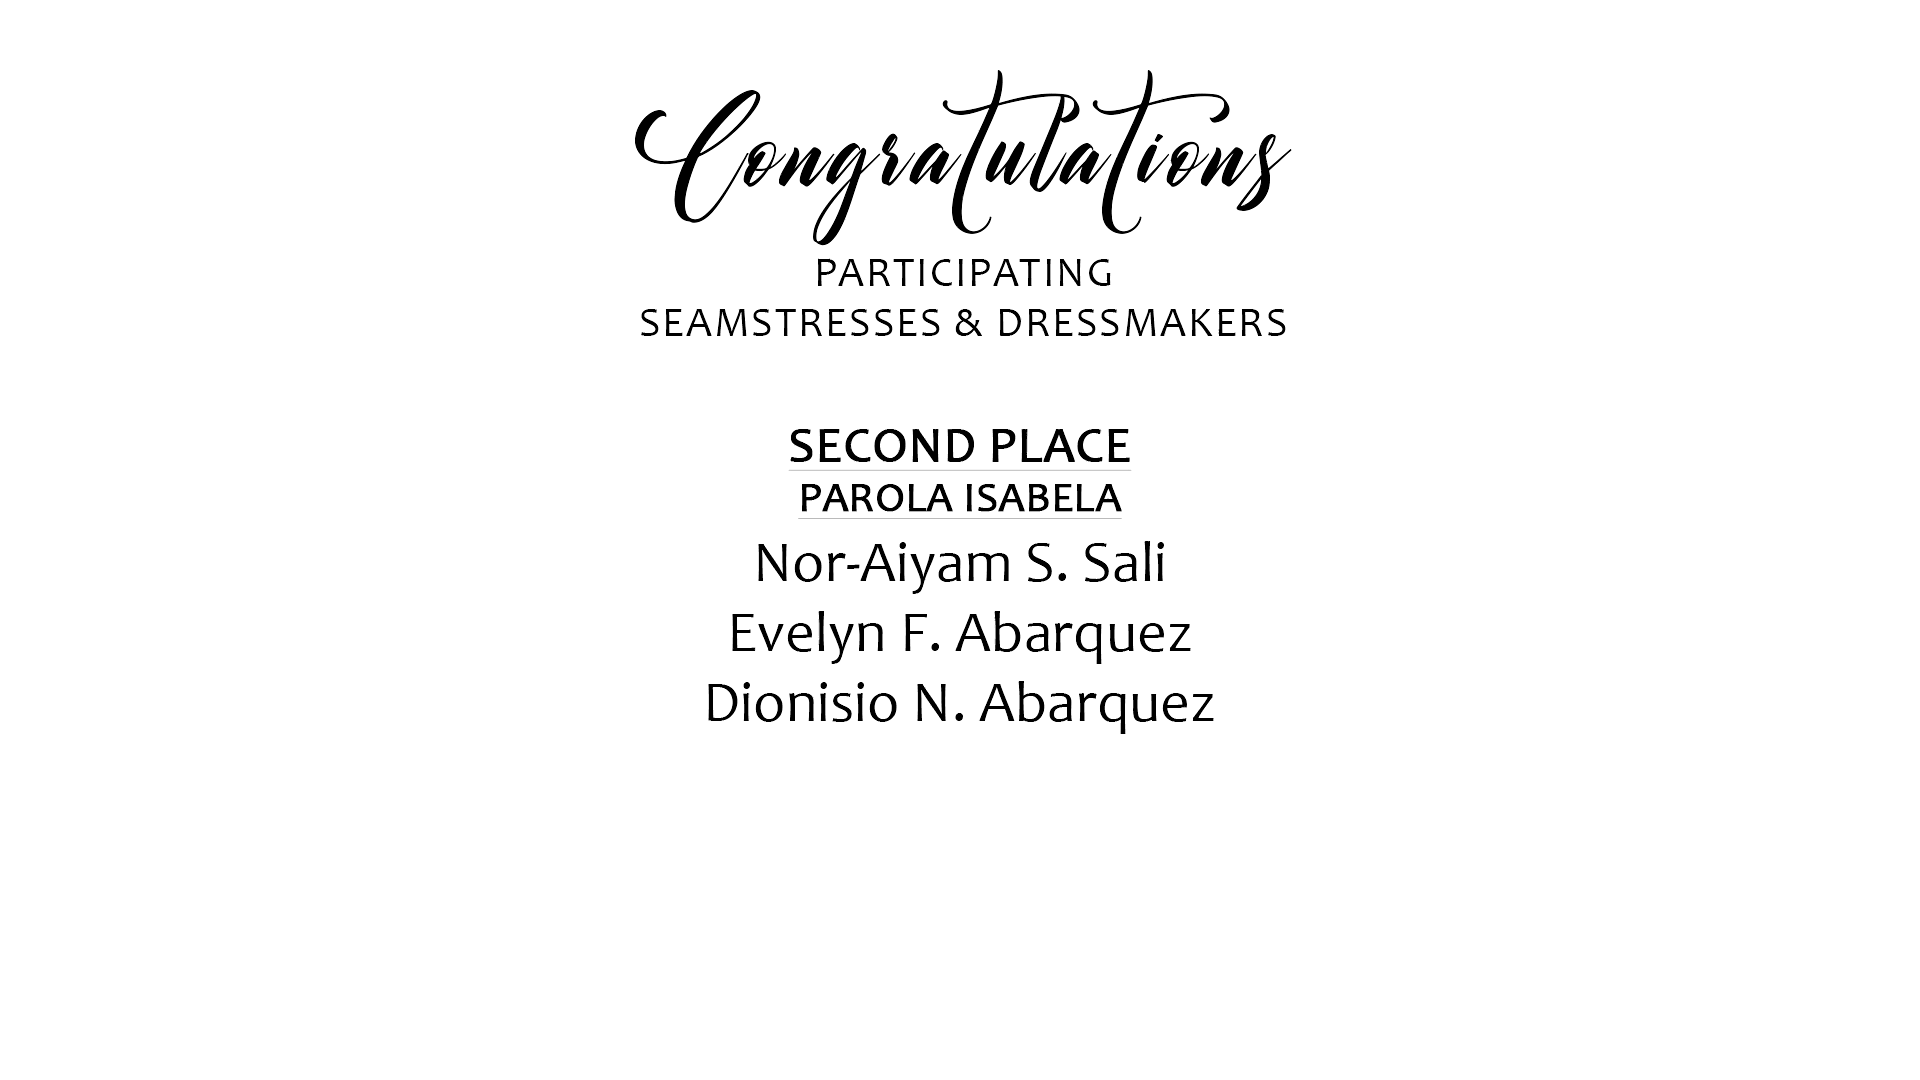 Congratulations
PARTICIPATING
SEAMSTRESSES & DRESSMAKERS
SECOND PLACE
PAROLA ISABELA
Nor-Aiyam S. Sali
Evelyn F. Abarquez
Dionisio N. Abarquez